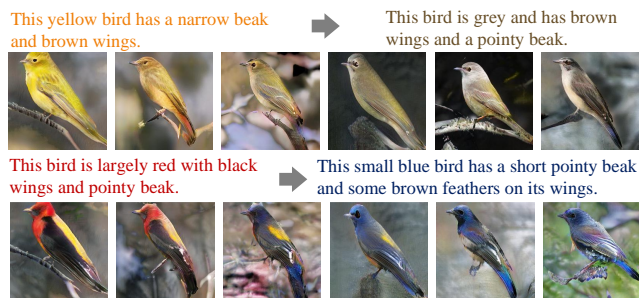 This yellow bird has a narrow beak
and brown wings.
This bird is grey and has brown
wings and a pointy beak.
This bird is largely red with black
wings and pointy beak.
This small blue bird has a short pointy beak
and some brown feathers on its wings.